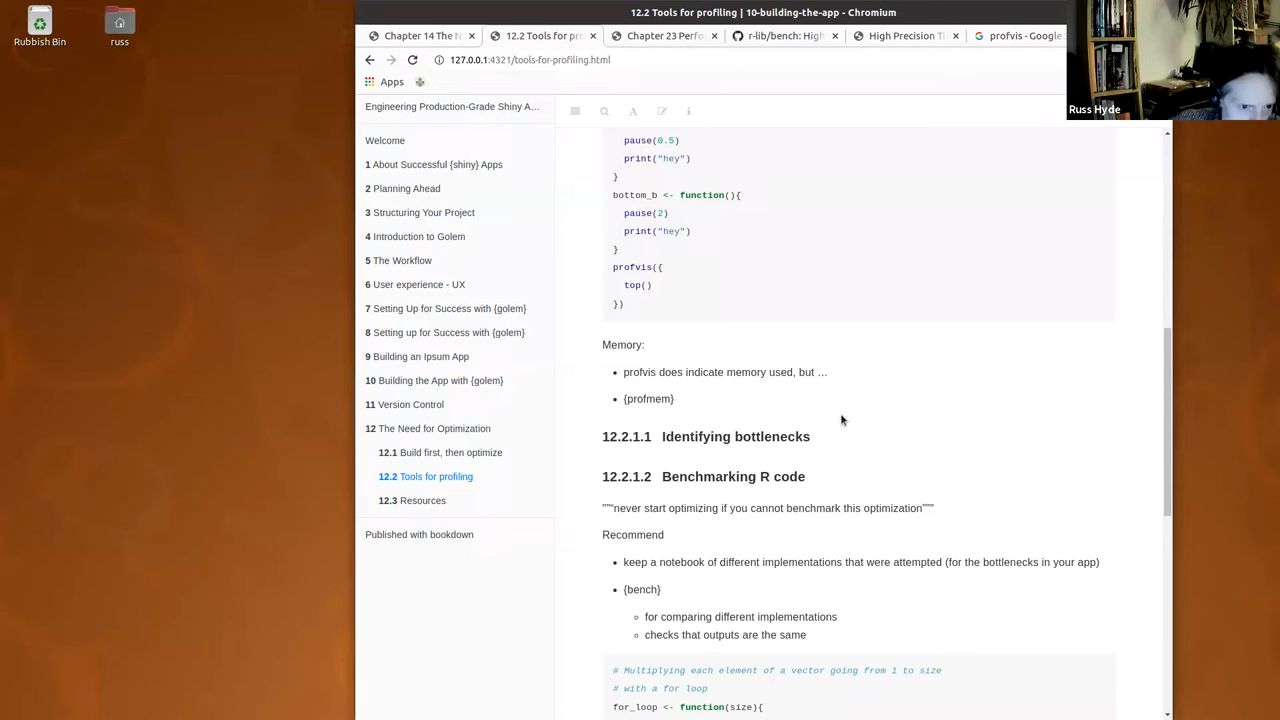 12.2 Tools for profiling | 10-building-the-app - Chromium
Rubbish Bin
russ
Chapter 14 The N
12.2 Tools for pro
Chapter 23 Perfo
r-lib/bench: High
High Precision Ti
profvis - Google
127.0.0.1:4321/tools-for-profiling.html
Apps
Russ Hyde
Engineering Production-Grade Shiny A...
Welcome
1 About Successful {shiny} Apps
2 Planning Ahead
3 Structuring Your Project
4 Introduction to Golem
5 The Workflow
6 User experience - UX
7 Setting Up for Success with {golem}
8 Setting up for Success with {golem}
9 Building an Ipsum App
10 Building the App with {golem}
11 Version Control
12 The Need for Optimization
12.1 Build first, then optimize
12.2 Tools for profiling
12.3 Resources
Published with bookdown
pause(0.5)
print("hey")
}
bottom_b <- function(){
pause(2)
print("hey")
}
profvis({
top()
})
Memory:
• profvis does indicate memory used, but …
• {profmem}
12.2.1.1 Identifying bottlenecks
12.2.1.2 Benchmarking R code
"""never start optimizing if you cannot benchmark this optimization"""
Recommend
• keep a notebook of different implementations that were attempted (for the bottlenecks in your app)
• {bench}
◦ for comparing different implementations
◦ checks that outputs are the same
# Multiplying each element of a vector going from 1 to size
# with a for loop
for_loop <- function(size){